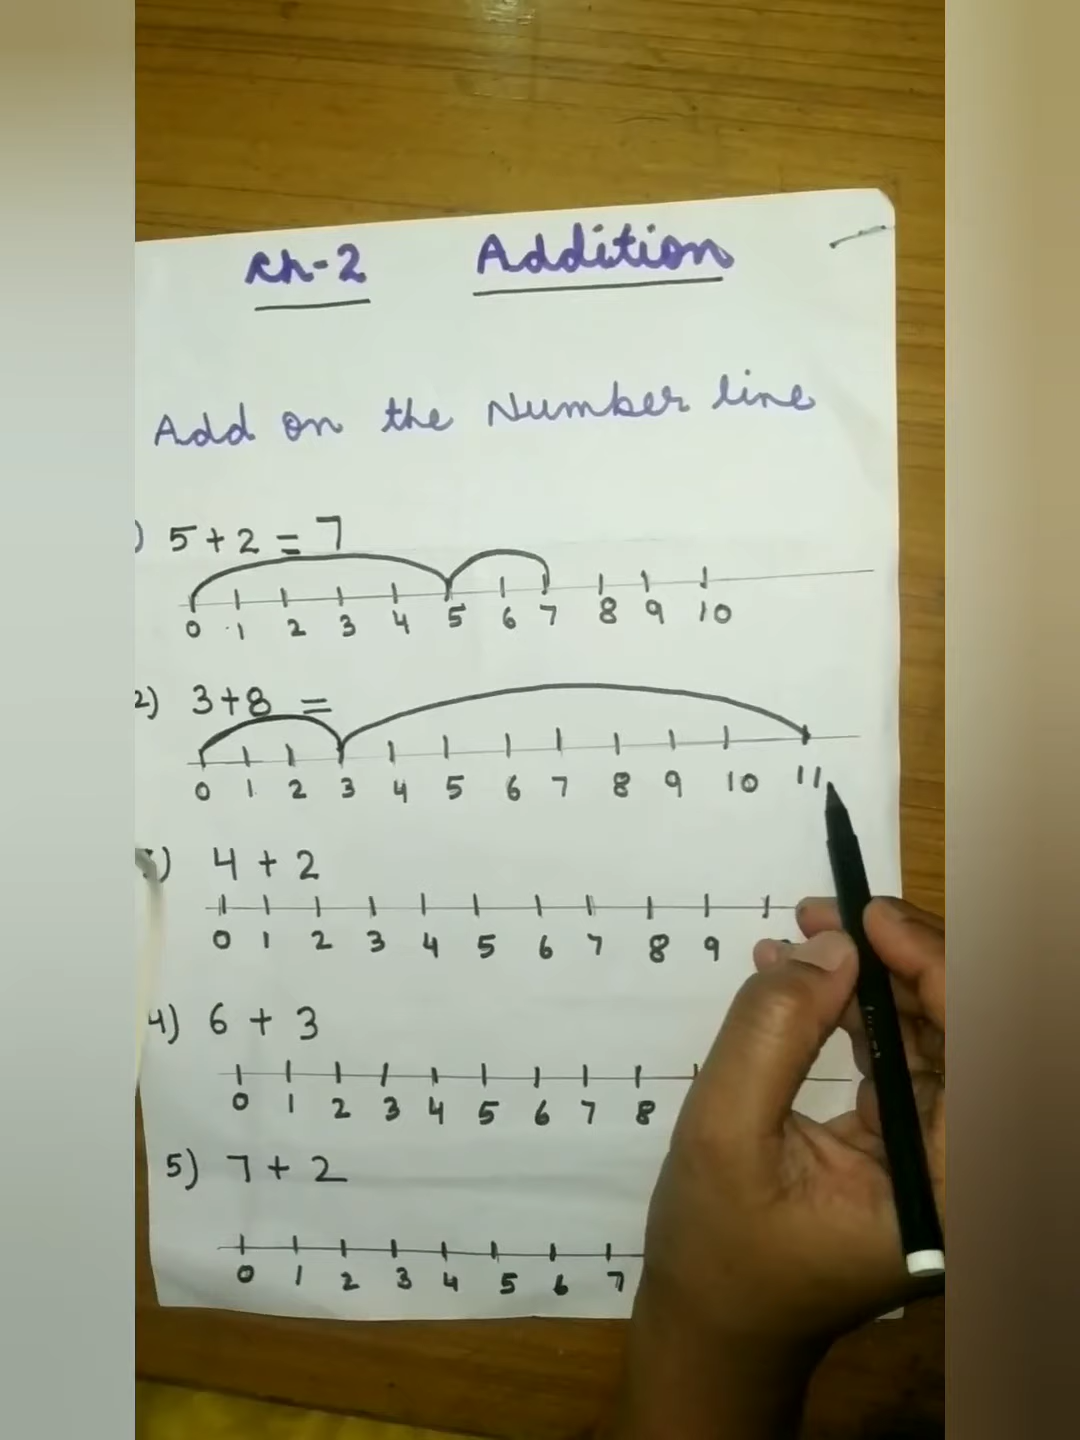 Ch-2 Addition
Add on the Number line
) 5+2 = 7
0 1 2 3 4 5 6 7 8 9 10
2) 3+8 =
0 1 2 3 4 5 6 7 8 9 10 11
) 4 + 2
0 1 2 3 4 5 6 7 8 9
4) 6 + 3
0 1 2 3 4 5 6 7 8
5) 7 + 2
0 1 2 3 4 5 6 7